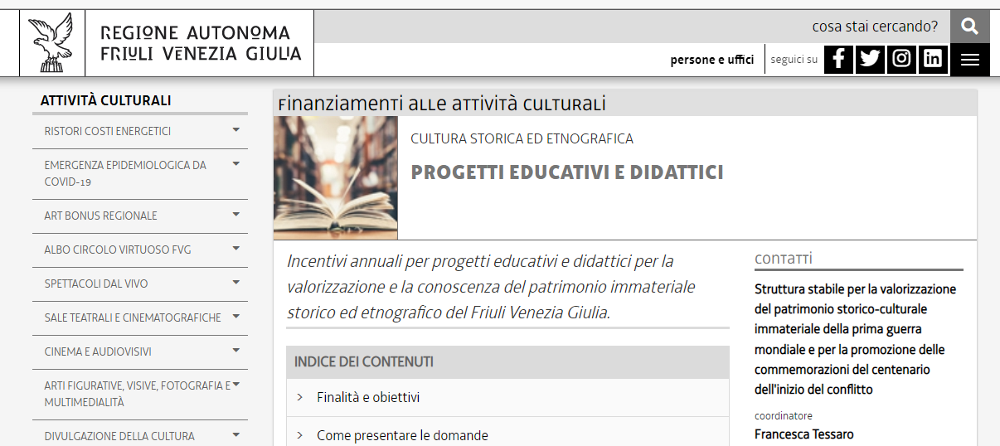 REGIONE AUTONOMA
FRIULI VENEZIA GIULIA
cosa stai cercando?
persone e uffici
seguici su
ATTIVITÀ CULTURALI
RISTORI COSTI ENERGETICI
EMERGENZA EPIDEMIOLOGICA DA
COVID-19
ART BONUS REGIONALE
ALBO CIRCOLO VIRTUOSO FVG
SPETTACOLI DAL VIVO
SALE TEATRALI E CINEMATOGRAFICHE
CINEMA E AUDIOVISIVI
ARTI FIGURATIVE, VISIVE, FOTOGRAFIA E
MULTIMEDIALITÀ
DIVULGAZIONE DELLA CULTURA
Finanziamenti alle attività culturali
CULTURA STORICA ED ETNOGRAFICA
PROGETTI EDUCATIVI E DIDATTICI
Incentivi annuali per progetti educativi e didattici per la
valorizzazione e la conoscenza del patrimonio immateriale
storico ed etnografico del Friuli Venezia Giulia.
INDICE DEI CONTENUTI
Finalità e obiettivi
Come presentare le domande
contatti
Struttura stabile per la valorizzazione
del patrimonio storico-culturale
immateriale della prima guerra
mondiale e per la promozione delle
commemorazioni del centenario
dell'inizio del conflitto
coordinatore
Francesca Tessaro